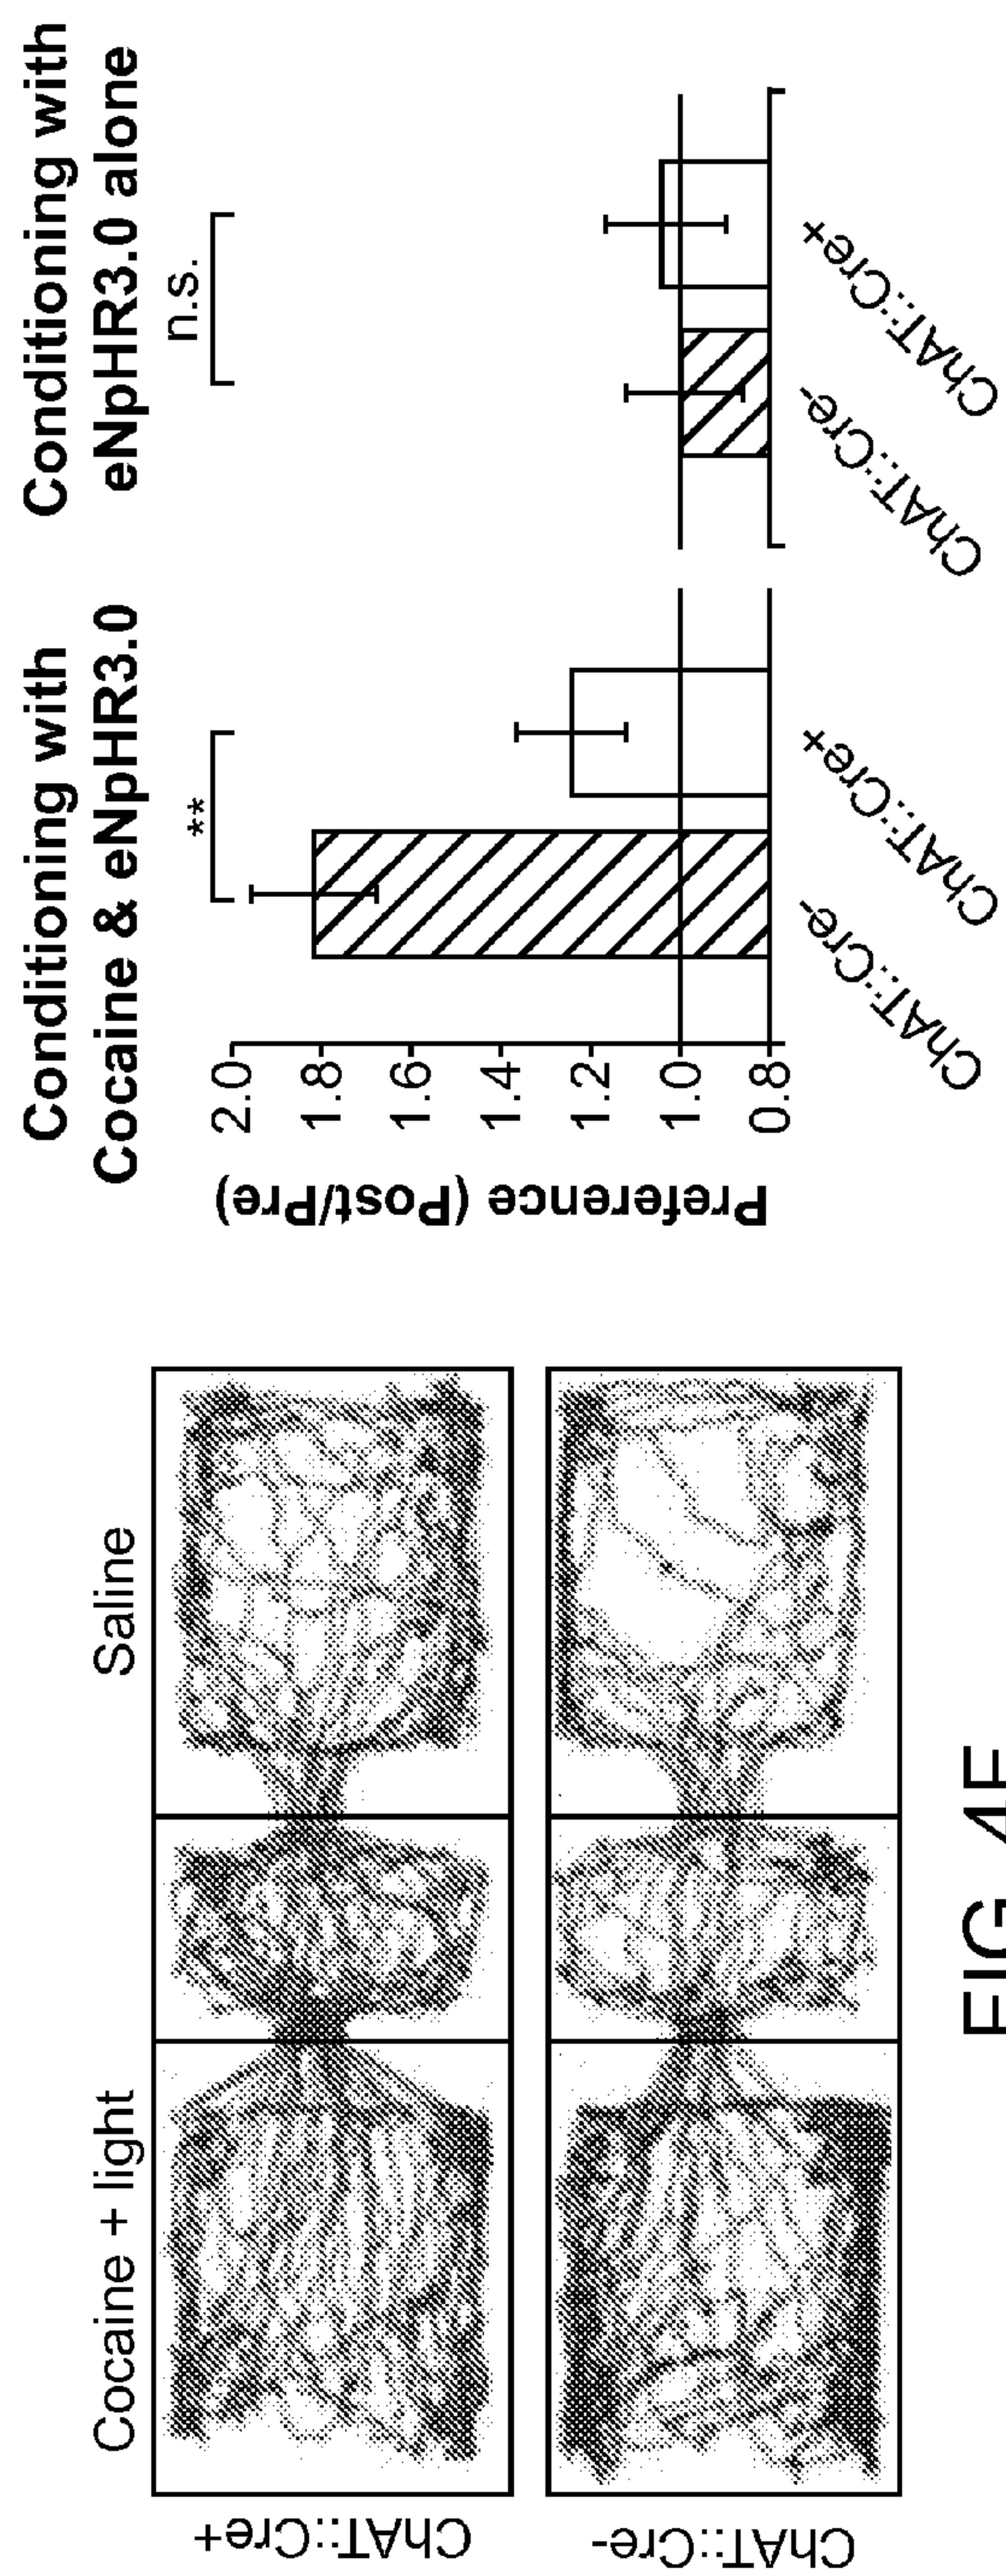 Cocaine + light
Saline
ChAT::Cre+
ChAT::Cre-
Conditioning with
Cocaine & eNpHR3.0
Conditioning with
eNpHR3.0 alone
Preference (Post/Pre)
2.0
1.8
1.6
1.4
1.2
1.0
0.8
**
n.s.
ChAT::Cre-
ChAT::Cre+
ChAT::Cre-
ChAT::Cre+